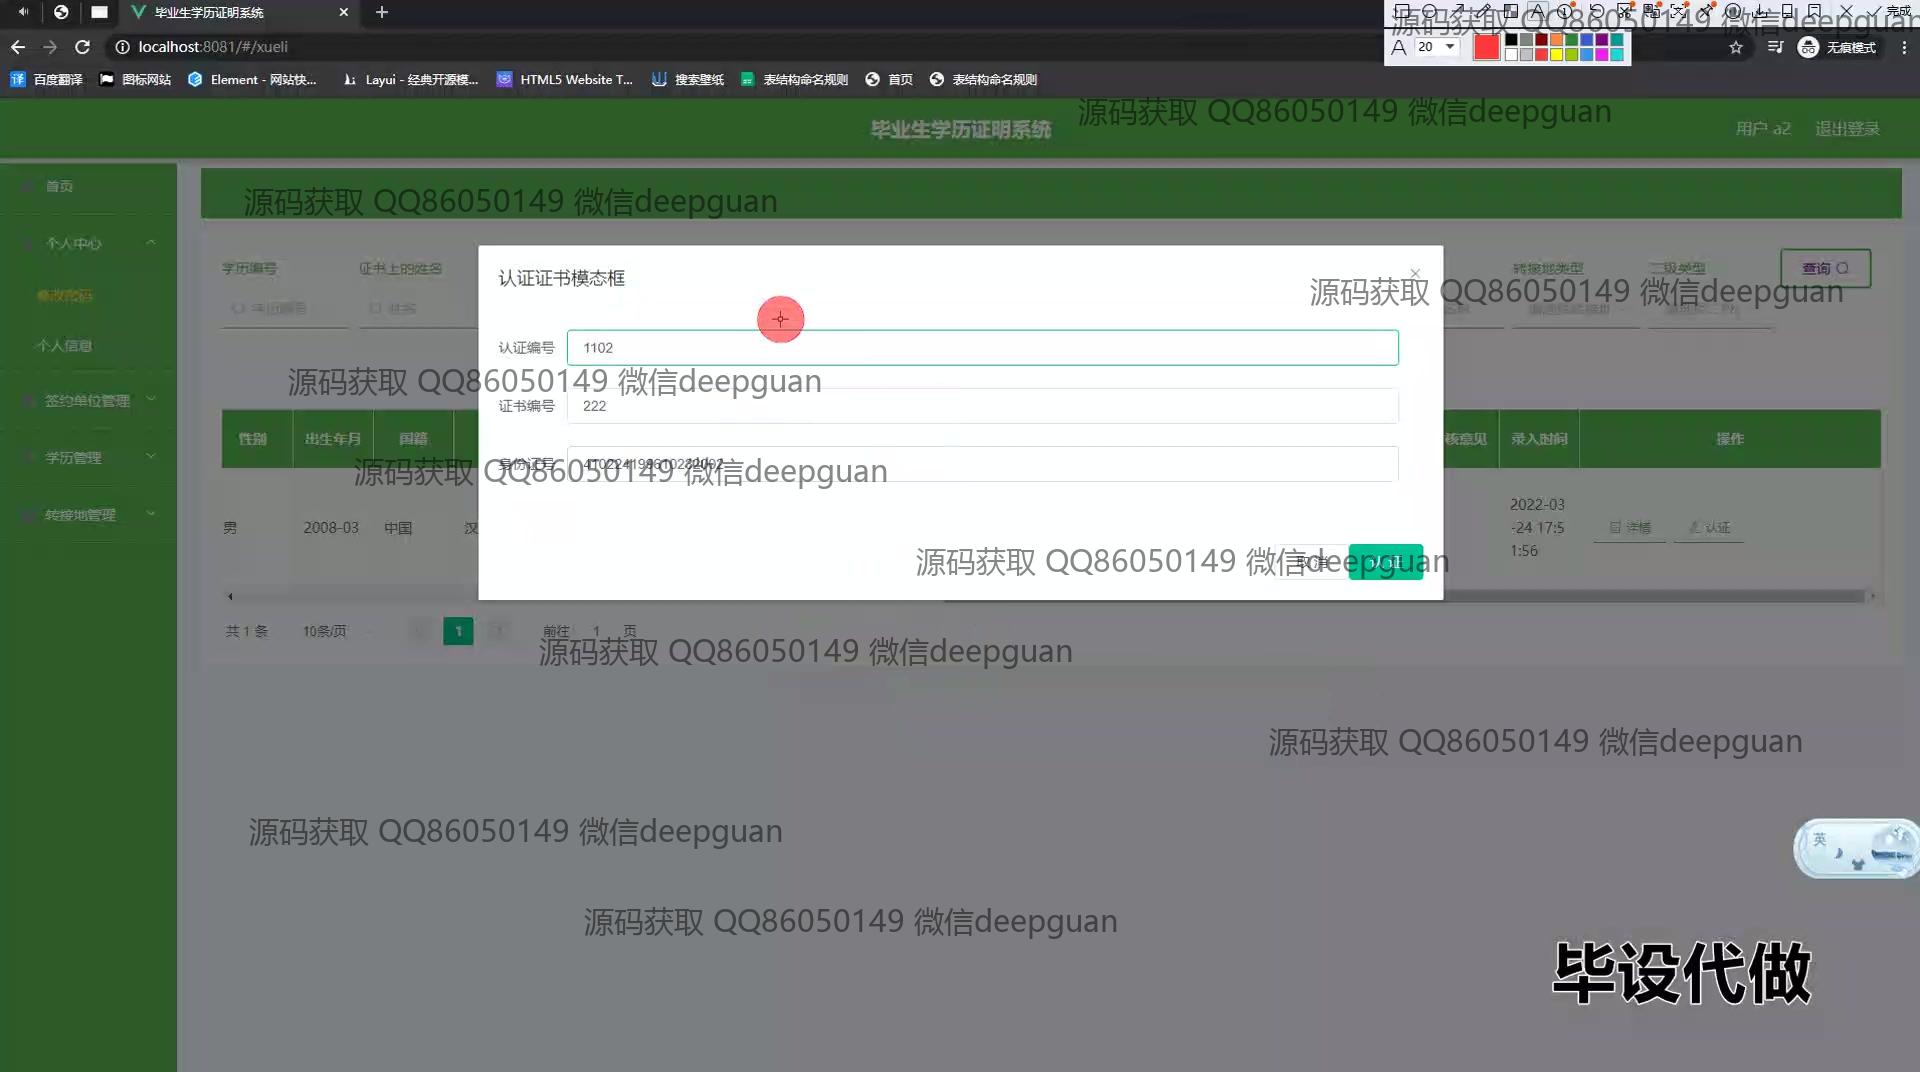 毕业生学历证明系统
20
完成
localhost:8081/#/xueli
无痕模式
百度翻译
图标网站
Element - 网站快...
Layui - 经典开源模...
HTML5 Website T...
搜索壁纸
表结构命名规则
首页
表结构命名规则
源码获取 QQ86050149 微信deepguan
源码获取 QQ86050149 微信deepguan
毕业生学历证明系统
用户 a2
退出登录
首页
源码获取 QQ86050149 微信deepguan
个人中心
修改密码
个人信息
签约单位管理
学历管理
转接地管理
学历编号
证书上的姓名
转接地类型
二级类型
查询
学历编号
姓名
源码获取 QQ86050149 微信deepguan
认证证书模态框
认证编号
1102
源码获取 QQ86050149 微信deepguan
证书编号
222
身份证号
源码获取 QQ86050149 微信deepguan
取消
认证
源码获取 QQ86050149 微信deepguan
性别
出生年月
国籍
核意见
录入时间
操作
男
2008-03
中国
汉
2022-03
-24 17:5
1:56
详情
认证
共 1 条
10条/页
1
前往
1
页
源码获取 QQ86050149 微信deepguan
源码获取 QQ86050149 微信deepguan
源码获取 QQ86050149 微信deepguan
英
源码获取 QQ86050149 微信deepguan
毕设代做